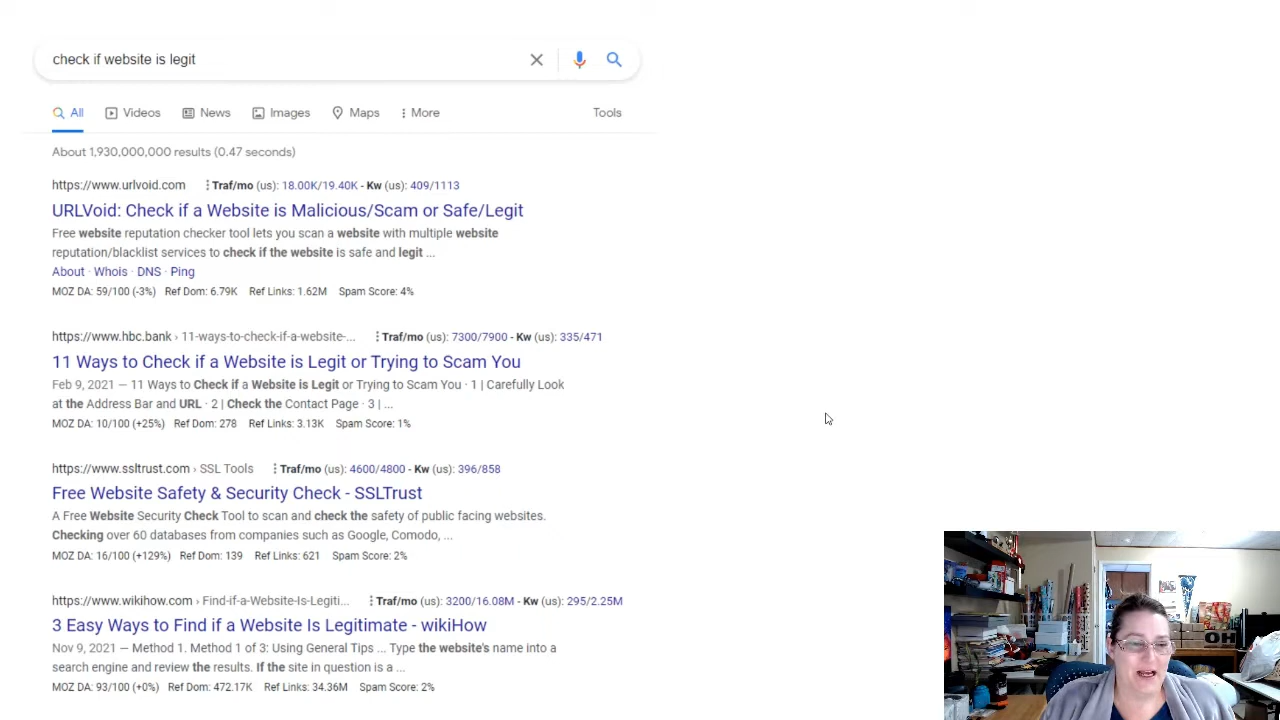 check if website is legit
All Videos News Images Maps More Tools
About 1,930,000,000 results (0.47 seconds)
https://www.urlvoid.com Traf/mo (us): 18.00K/19.40K - Kw (us): 409/1113
URLVoid: Check if a Website is Malicious/Scam or Safe/Legit
Free website reputation checker tool lets you scan a website with multiple website
reputation/blacklist services to check if the website is safe and legit ...
About · Whois · DNS · Ping
MOZ DA: 59/100 (-3%) Ref Dom: 6.79K Ref Links: 1.62M Spam Score: 4%
https://www.hbc.bank › 11-ways-to-check-if-a-website-... Traf/mo (us): 7300/7900 - Kw (us): 335/471
11 Ways to Check if a Website is Legit or Trying to Scam You
Feb 9, 2021 — 11 Ways to Check if a Website is Legit or Trying to Scam You · 1 | Carefully Look
at the Address Bar and URL · 2 | Check the Contact Page · 3 | ...
MOZ DA: 10/100 (+25%) Ref Dom: 278 Ref Links: 3.13K Spam Score: 1%
https://www.ssltrust.com › SSL Tools Traf/mo (us): 4600/4800 - Kw (us): 396/858
Free Website Safety & Security Check - SSLTrust
A Free Website Security Check Tool to scan and check the safety of public facing websites.
Checking over 60 databases from companies such as Google, Comodo, ...
MOZ DA: 16/100 (+129%) Ref Dom: 139 Ref Links: 621 Spam Score: 2%
https://www.wikihow.com › Find-if-a-Website-Is-Legiti... Traf/mo (us): 3200/16.08M - Kw (us): 295/2.25M
3 Easy Ways to Find if a Website Is Legitimate - wikiHow
Nov 9, 2021 — Method 1. Method 1 of 3: Using General Tips ... Type the website's name into a
search engine and review the results. If the site in question is a ...
MOZ DA: 93/100 (+0%) Ref Dom: 472.17K Ref Links: 34.36M Spam Score: 2%
OH